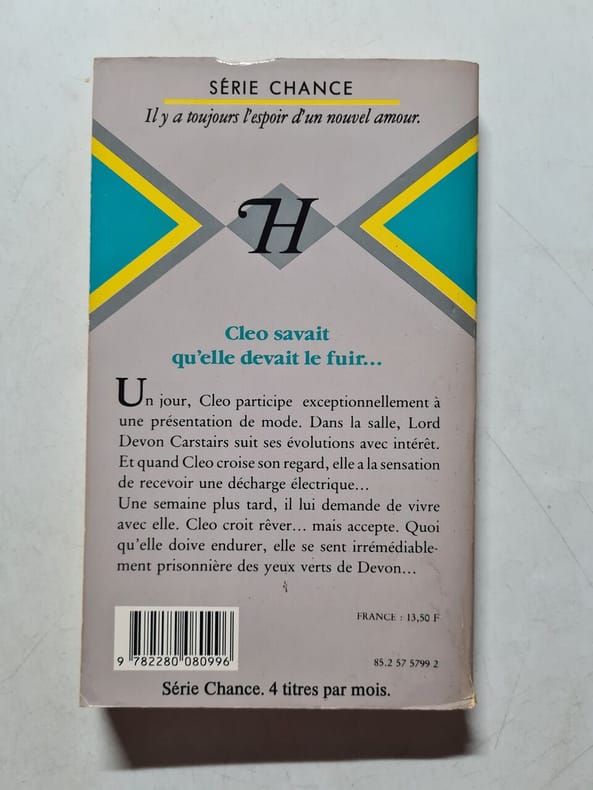 SÉRIE CHANCE
Il y a toujours l'espoir d'un nouvel amour.
H
Cleo savait
qu'elle devait le fuir...
Un jour, Cleo participe exceptionnellement à
une présentation de mode. Dans la salle, Lord
Devon Carstairs suit ses évolutions avec intérêt.
Et quand Cleo croise son regard, elle a la sensation
de recevoir une décharge électrique...
Une semaine plus tard, il lui demande de vivre
avec elle. Cleo croit rêver... mais accepte. Quoi
qu'elle doive endurer, elle se sent irrémédiable-
ment prisonnière des yeux verts de Devon...
FRANCE : 13,50 F
9 782280 080996
85.2 57 5799 2
Série Chance. 4 titres par mois.